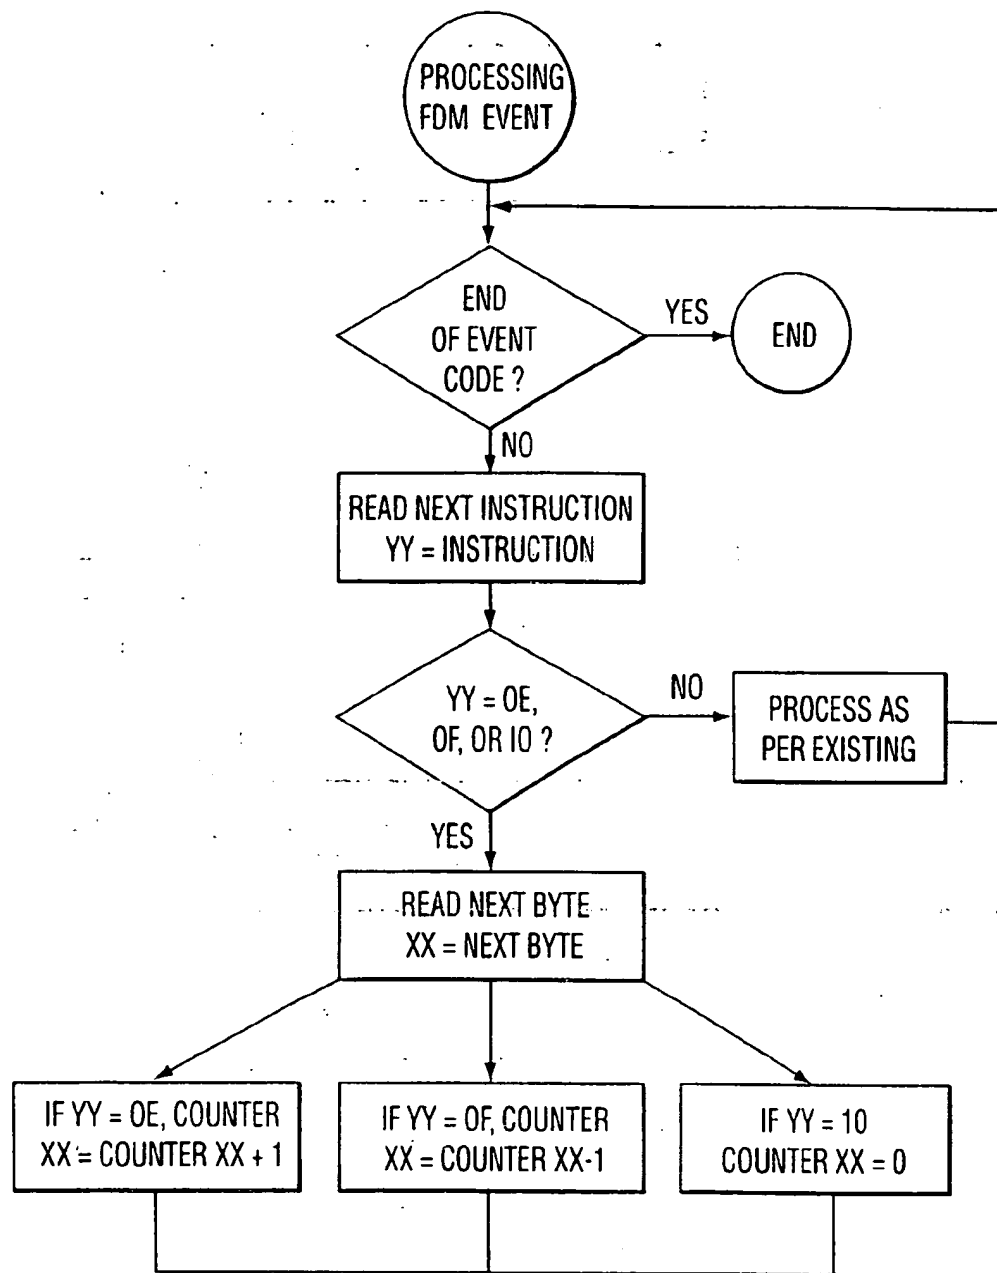 PROCESSING
FDM EVENT
END
OF EVENT
CODE ?
YES
END
NO
READ NEXT INSTRUCTION
YY = INSTRUCTION
YY = OE,
OF, OR IO ?
NO
PROCESS AS
PER EXISTING
YES
READ NEXT BYTE
XX = NEXT BYTE
IF YY = OE, COUNTER
XX = COUNTER XX + 1
IF YY = OF, COUNTER
XX = COUNTER XX-1
IF YY = 10
COUNTER XX = 0